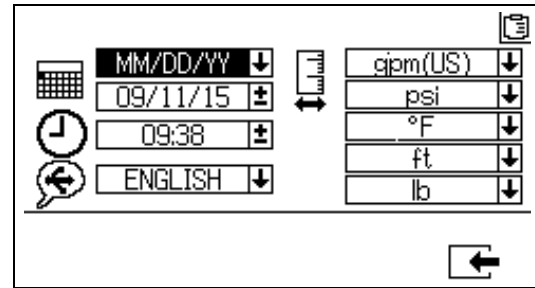 MM/DD/YY
09/11/15
09:38
ENGLISH
gpm(US)
psi
°F
ft
lb